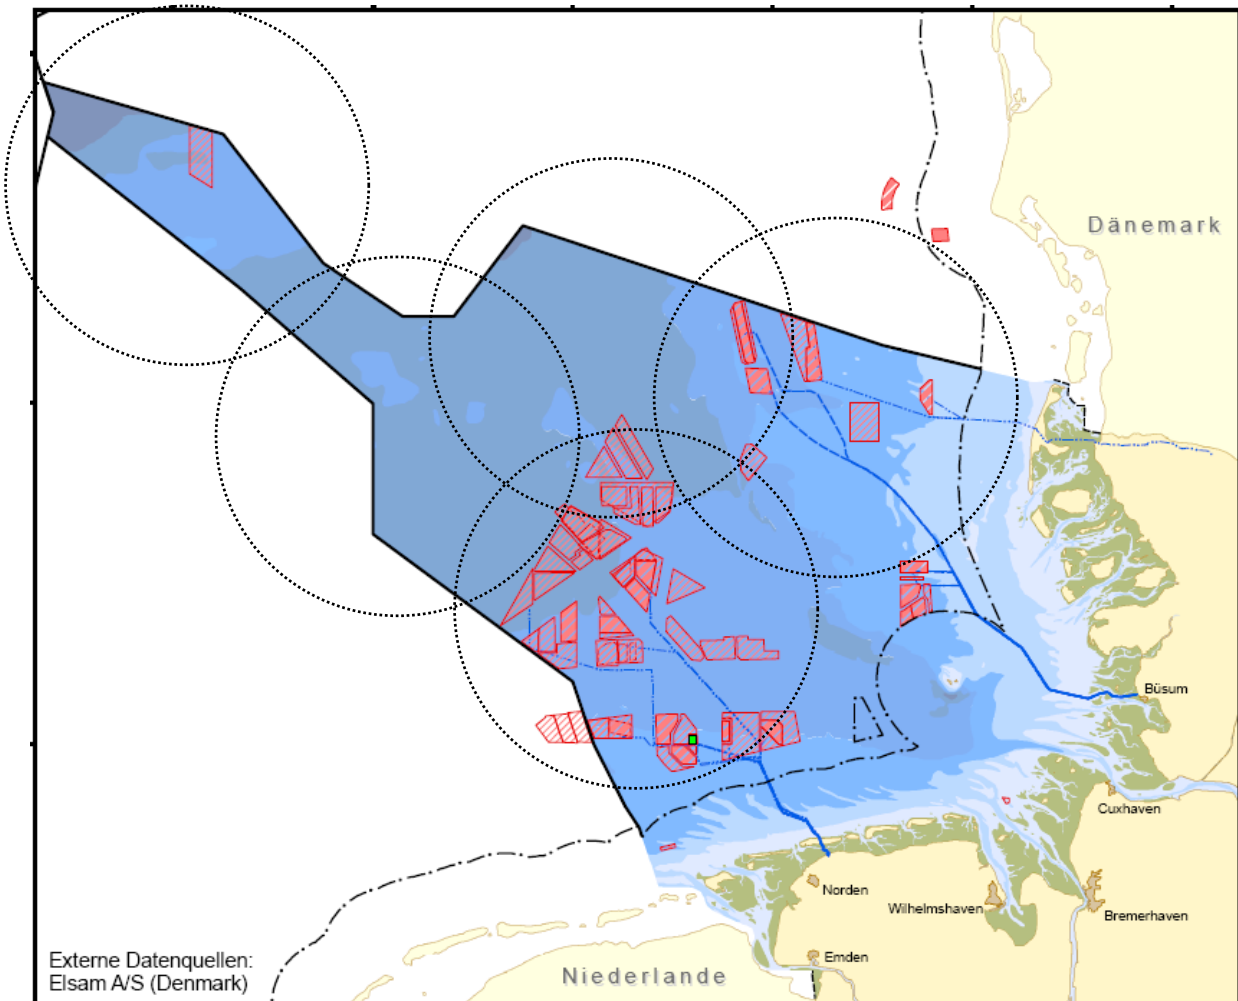 Dänemark
Büsum
Cuxhaven
Norden
Wilhelmshaven
Bremerhaven
Emden
Externe Datenquellen:
Elsam A/S (Denmark)
Niederlande